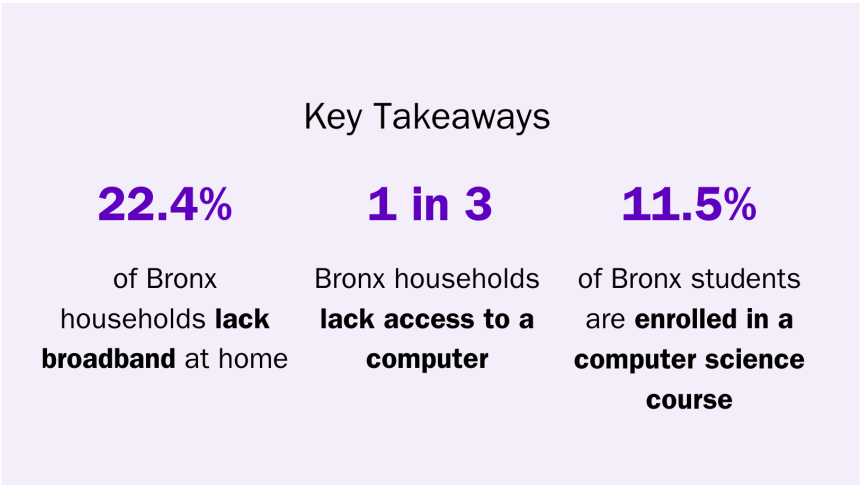 Key Takeaways
22.4%
of Bronx
households lack
broadband at home
1 in 3
Bronx households
lack access to a
computer
11.5%
of Bronx students
are enrolled in a
computer science
course